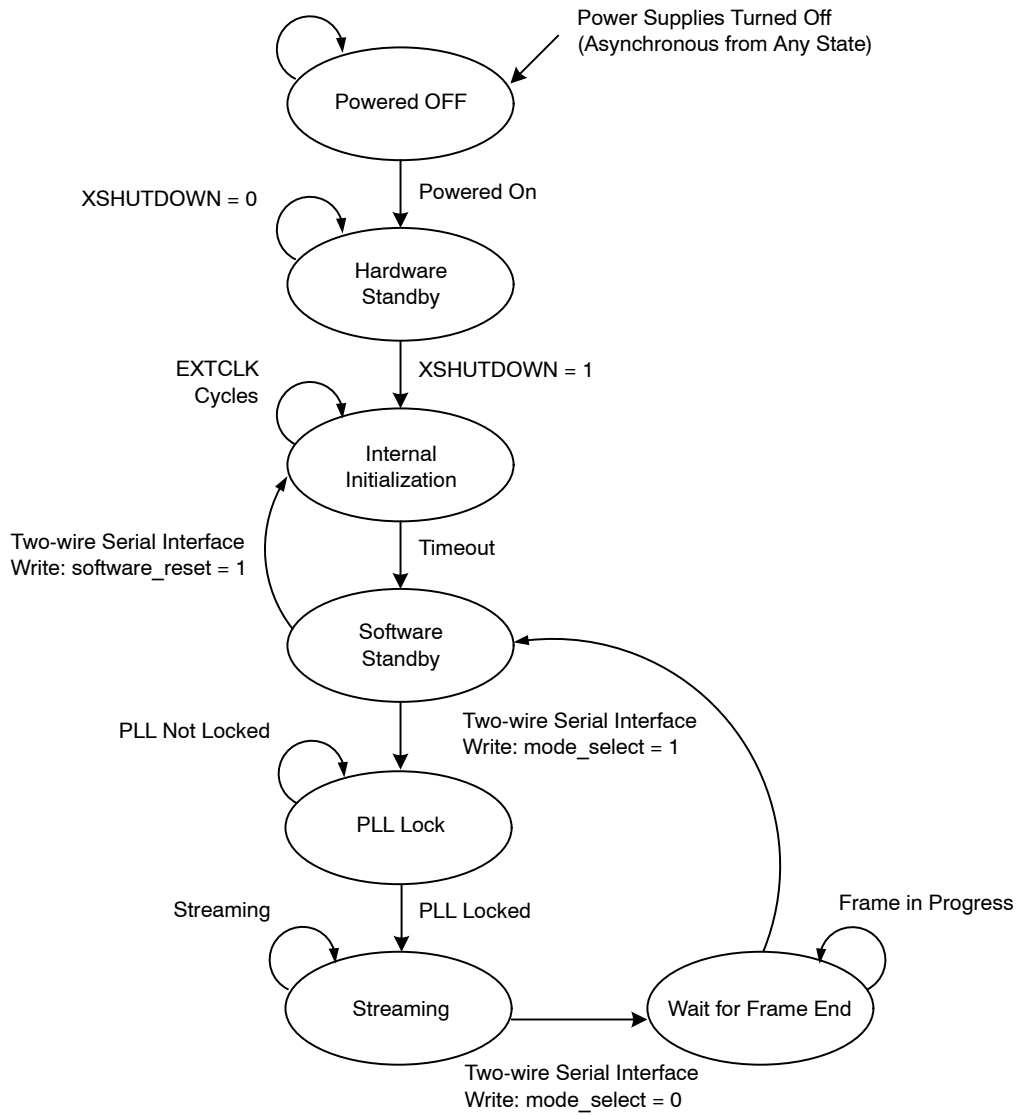 Power Supplies Turned Off
(Asynchronous from Any State)
Powered OFF
Powered On
XSHUTDOWN = 0
Hardware
Standby
XSHUTDOWN = 1
EXTCLK
Cycles
Internal
Initialization
Two-wire Serial Interface
Write: software_reset = 1
Timeout
Software
Standby
Two-wire Serial Interface
Write: mode_select = 1
PLL Not Locked
PLL Lock
PLL Locked
Streaming
Streaming
Frame in Progress
Wait for Frame End
Two-wire Serial Interface
Write: mode_select = 0